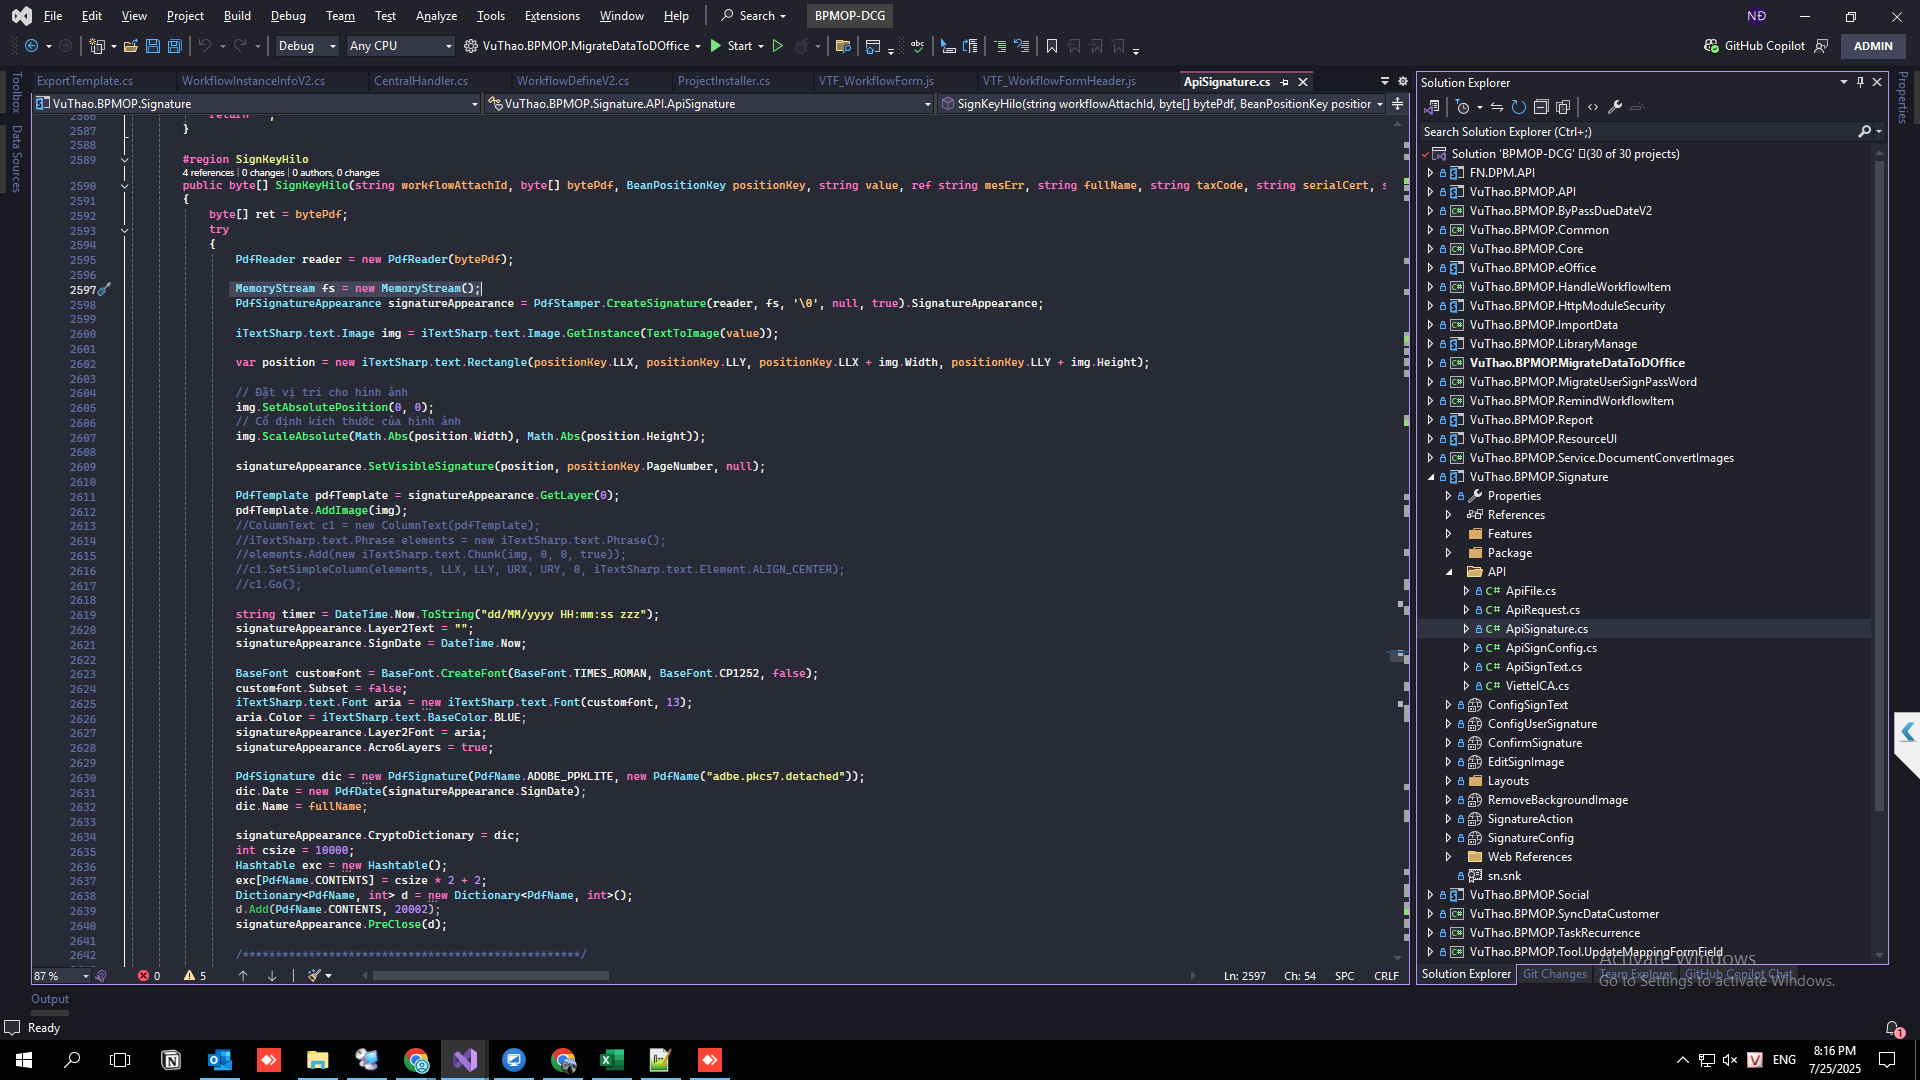 File Edit View Project Build Debug Team Test Analyze Tools Extensions Window Help Search BPMOP-DCG NĐ
Debug Any CPU VuThao.BPMOP.MigrateDataToDOffice Start GitHub Copilot ADMIN
Toolbox
Data Sources
ExportTemplate.cs WorkflowInstanceInfoV2.cs CentralHandler.cs WorkflowDefineV2.cs ProjectInstaller.cs VTF_WorkflowForm.js VTF_WorkflowFormHeader.js ApiSignature.cs
VuThao.BPMOP.Signature VuThao.BPMOP.Signature.API.ApiSignature SignKeyHilo(string workflowAttachId, byte[] bytePdf, BeanPositionKey position
2587 }
2588
2589 #region SignKeyHilo
4 references | 0 changes | 0 authors, 0 changes
2590 public byte[] SignKeyHilo(string workflowAttachId, byte[] bytePdf, BeanPositionKey positionKey, string value, ref string mesErr, string fullName, string taxCode, string serialCert, s
2591 {
2592 byte[] ret = bytePdf;
2593 try
2594 {
2595 PdfReader reader = new PdfReader(bytePdf);
2596
2597 MemoryStream fs = new MemoryStream();
2598 PdfSignatureAppearance signatureAppearance = PdfStamper.CreateSignature(reader, fs, '\0', null, true).SignatureAppearance;
2599
2600 iTextSharp.text.Image img = iTextSharp.text.Image.GetInstance(TextToImage(value));
2601
2602 var position = new iTextSharp.text.Rectangle(positionKey.LLX, positionKey.LLY, positionKey.LLX + img.Width, positionKey.LLY + img.Height);
2603
2604 // Đặt vị trí cho hình ảnh
2605 img.SetAbsolutePosition(0, 0);
2606 // Cố định kích thước của hình ảnh
2607 img.ScaleAbsolute(Math.Abs(position.Width), Math.Abs(position.Height));
2608
2609 signatureAppearance.SetVisibleSignature(position, positionKey.PageNumber, null);
2610
2611 PdfTemplate pdfTemplate = signatureAppearance.GetLayer(0);
2612 pdfTemplate.AddImage(img);
2613 //ColumnText c1 = new ColumnText(pdfTemplate);
2614 //iTextSharp.text.Phrase elements = new iTextSharp.text.Phrase();
2615 //elements.Add(new iTextSharp.text.Chunk(img, 0, 0, true));
2616 //c1.SetSimpleColumn(elements, LLX, LLY, URX, URY, 0, iTextSharp.text.Element.ALIGN_CENTER);
2617 //c1.Go();
2618
2619 string timer = DateTime.Now.ToString("dd/MM/yyyy HH:mm:ss zzz");
2620 signatureAppearance.Layer2Text = "";
2621 signatureAppearance.SignDate = DateTime.Now;
2622
2623 BaseFont customfont = BaseFont.CreateFont(BaseFont.TIMES_ROMAN, BaseFont.CP1252, false);
2624 customfont.Subset = false;
2625 iTextSharp.text.Font aria = new iTextSharp.text.Font(customfont, 13);
2626 aria.Color = iTextSharp.text.BaseColor.BLUE;
2627 signatureAppearance.Layer2Font = aria;
2628 signatureAppearance.Acro6Layers = true;
2629
2630 PdfSignature dic = new PdfSignature(PdfName.ADOBE_PPKLITE, new PdfName("adbe.pkcs7.detached"));
2631 dic.Date = new PdfDate(signatureAppearance.SignDate);
2632 dic.Name = fullName;
2633
2634 signatureAppearance.CryptoDictionary = dic;
2635 int csize = 10000;
2636 Hashtable exc = new Hashtable();
2637 exc[PdfName.CONTENTS] = csize * 2 + 2;
2638 Dictionary<PdfName, int> d = new Dictionary<PdfName, int>();
2639 d.Add(PdfName.CONTENTS, 20002);
2640 signatureAppearance.PreClose(d);
2641
2642 /***************************************************/
87 % 0 5 Ln: 2597 Ch: 54 SPC CRLF
Solution Explorer
Search Solution Explorer (Ctrl+;)
Solution 'BPMOP-DCG' (30 of 30 projects)
FN.DPM.API
VuThao.BPMOP.API
VuThao.BPMOP.ByPassDueDateV2
VuThao.BPMOP.Common
VuThao.BPMOP.Core
VuThao.BPMOP.eOffice
VuThao.BPMOP.HandleWorkflowItem
VuThao.BPMOP.HttpModuleSecurity
VuThao.BPMOP.ImportData
VuThao.BPMOP.LibraryManage
VuThao.BPMOP.MigrateDataToDOffice
VuThao.BPMOP.MigrateUserSignPassWord
VuThao.BPMOP.RemindWorkflowItem
VuThao.BPMOP.Report
VuThao.BPMOP.ResourceUI
VuThao.BPMOP.Service.DocumentConvertImages
VuThao.BPMOP.Signature
Properties
References
Features
Package
API
C# ApiFile.cs
C# ApiRequest.cs
C# ApiSignature.cs
C# ApiSignConfig.cs
C# ApiSignText.cs
C# ViettelCA.cs
ConfigSignText
ConfigUserSignature
ConfirmSignature
EditSignImage
Layouts
RemoveBackgroundImage
SignatureAction
SignatureConfig
Web References
sn.snk
VuThao.BPMOP.Social
VuThao.BPMOP.SyncDataCustomer
VuThao.BPMOP.TaskRecurrence
VuThao.BPMOP.Tool.UpdateMappingFormField
Solution Explorer Git Changes Team Explorer GitHub Copilot Chat
Activate Windows
Go to Settings to activate Windows.
Properties
Output
Ready
1
ENG 8:16 PM
7/25/2025